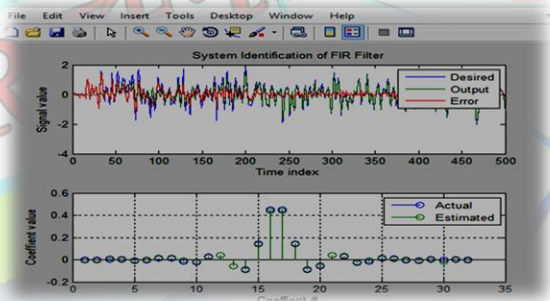 File Edit View Insert Tools Desktop Window Help
System Identification of FIR Filter
2
0
-2
-4
Signal value
Desired
Output
Error
0 50 100 150 200 250 300 350 400 450 500
Time index
0.6
0.4
0.2
0
-0.2
Coeffient value
Actual
Estimated
0 5 10 15 20 25 30 35
Coeffient #